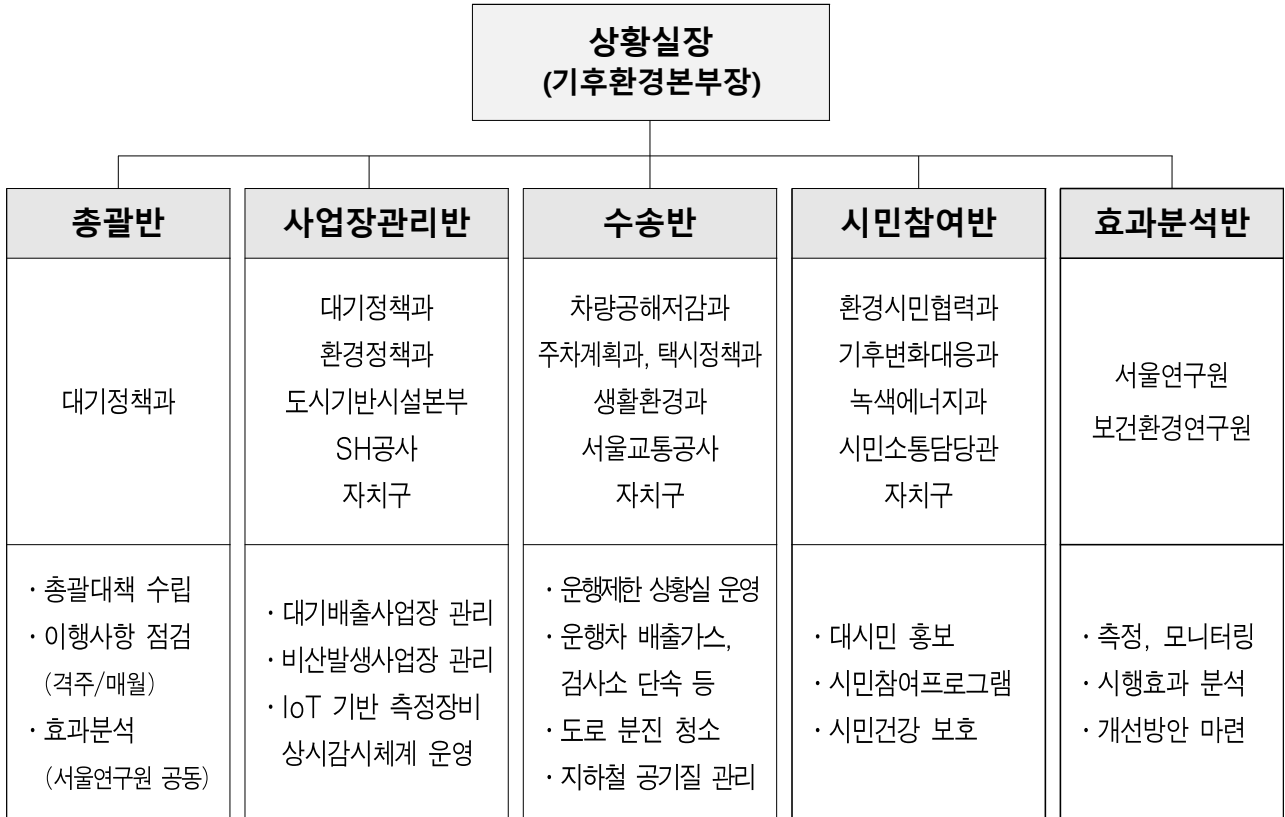 상황실장
(기후환경본부장)
총괄반
대기정책과
· 총괄대책 수립
· 이행사항 점검
(격주/매월)
· 효과분석
(서울연구원 공동)
사업장관리반
대기정책과
환경정책과
도시기반시설본부
SH공사
자치구
· 대기배출사업장 관리
· 비산발생사업장 관리
· IoT 기반 측정장비
상시감시체계 운영
수송반
차량공해저감과
주차계획과, 택시정책과
생활환경과
서울교통공사
자치구
· 운행제한 상황실 운영
· 운행차 배출가스,
검사소 단속 등
· 도로 분진 청소
· 지하철 공기질 관리
시민참여반
환경시민협력과
기후변화대응과
녹색에너지과
시민소통담당관
자치구
· 대시민 홍보
· 시민참여프로그램
· 시민건강 보호
효과분석반
서울연구원
보건환경연구원
· 측정, 모니터링
· 시행효과 분석
· 개선방안 마련